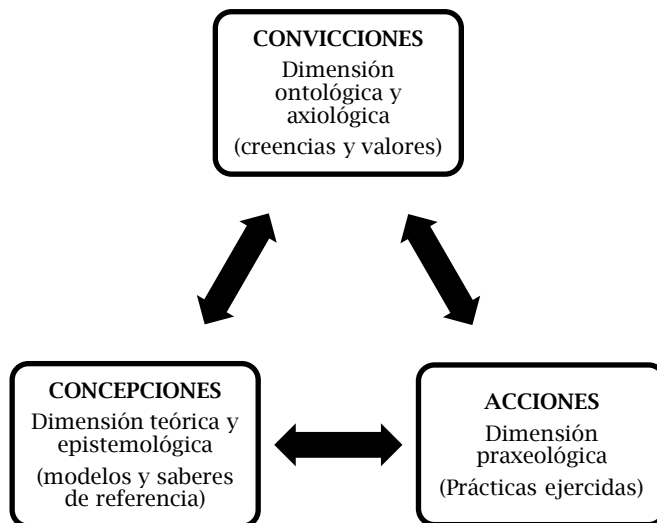 CONVICCIONES
Dimensión
ontológica y
axiológica
(creencias y valores)
CONCEPCIONES
Dimensión teórica y
epistemológica
(modelos y saberes
de referencia)
ACCIONES
Dimensión
praxeológica
(Prácticas ejercidas)